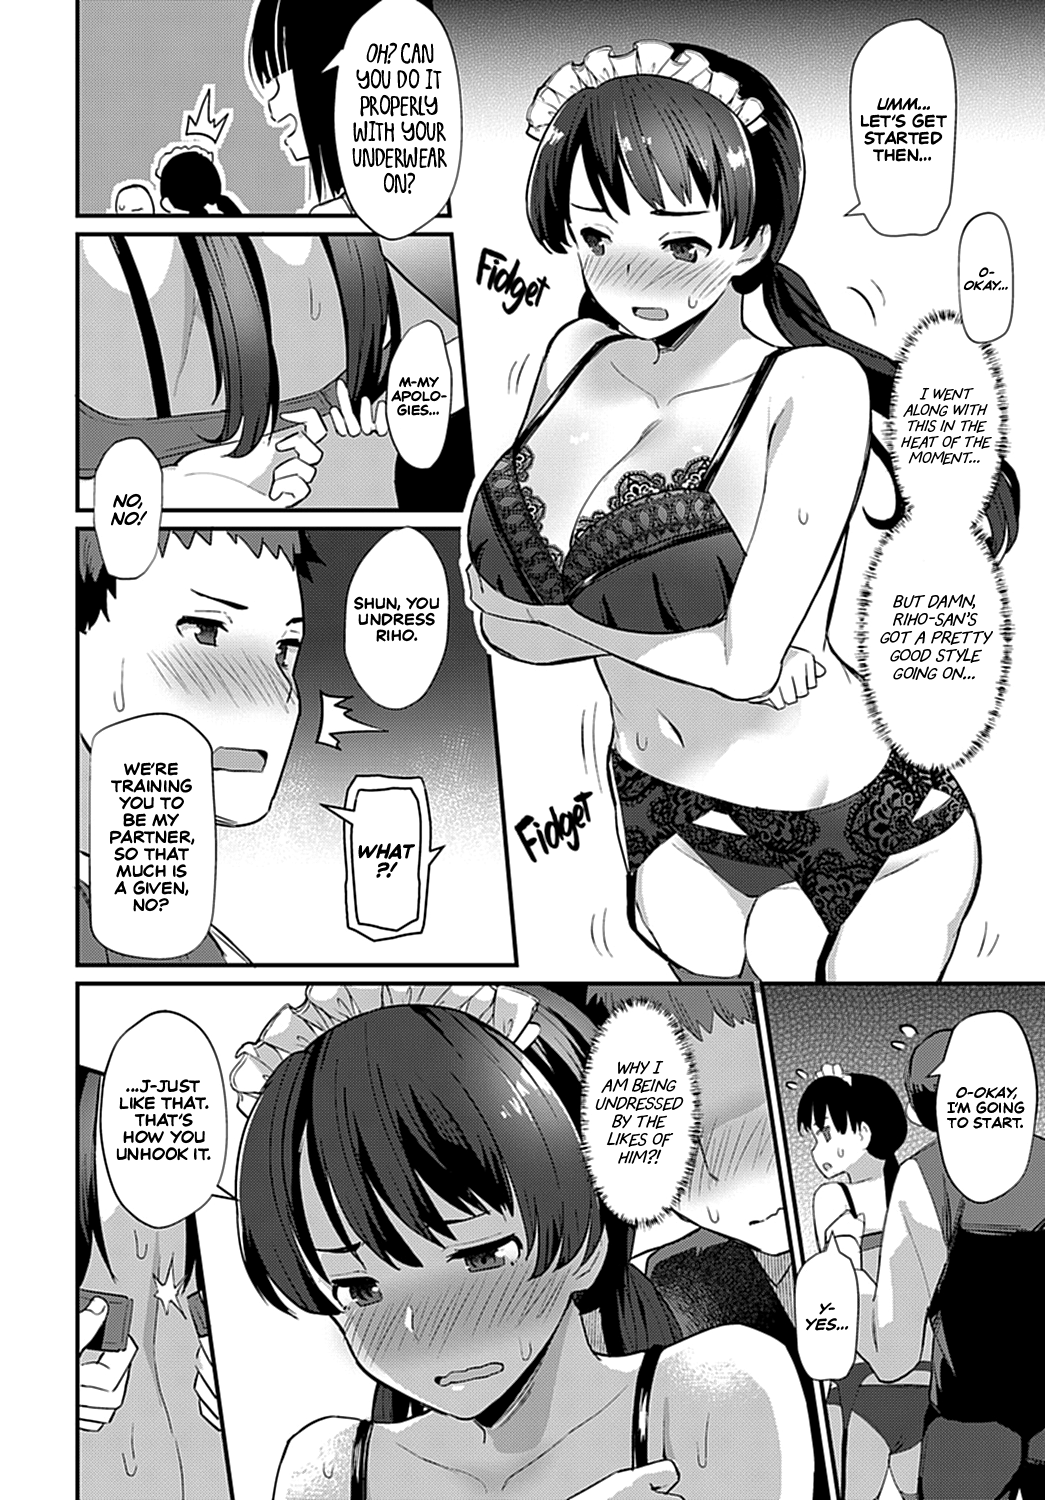 UMM...
LET'S GET
STARTED
THEN...
O-
OKAY...
I WENT
ALONG WITH
THIS IN THE
HEAT OF THE
MOMENT...
BUT DAMN,
RIHO-SAN'S
GOT A PRETTY
GOOD STYLE
GOING ON...
Fidget
Fidget
OH? CAN
YOU DO IT
PROPERLY
WITH YOUR
UNDERWEAR
ON?
M-MY
APOLO-
GIES...
NO,
NO!
SHUN, YOU
UNDRESS
RIHO.
WHAT
?!
WE'RE
TRAINING
YOU TO
BE MY
PARTNER,
SO THAT
MUCH IS
A GIVEN,
NO?
O-OKAY,
I'M GOING
TO START.
Y-
YES...
WHY I
AM BEING
UNDRESSED
BY THE
LIKES OF
HIM?!
...J-JUST
LIKE THAT.
THAT'S
HOW YOU
UNHOOK IT.